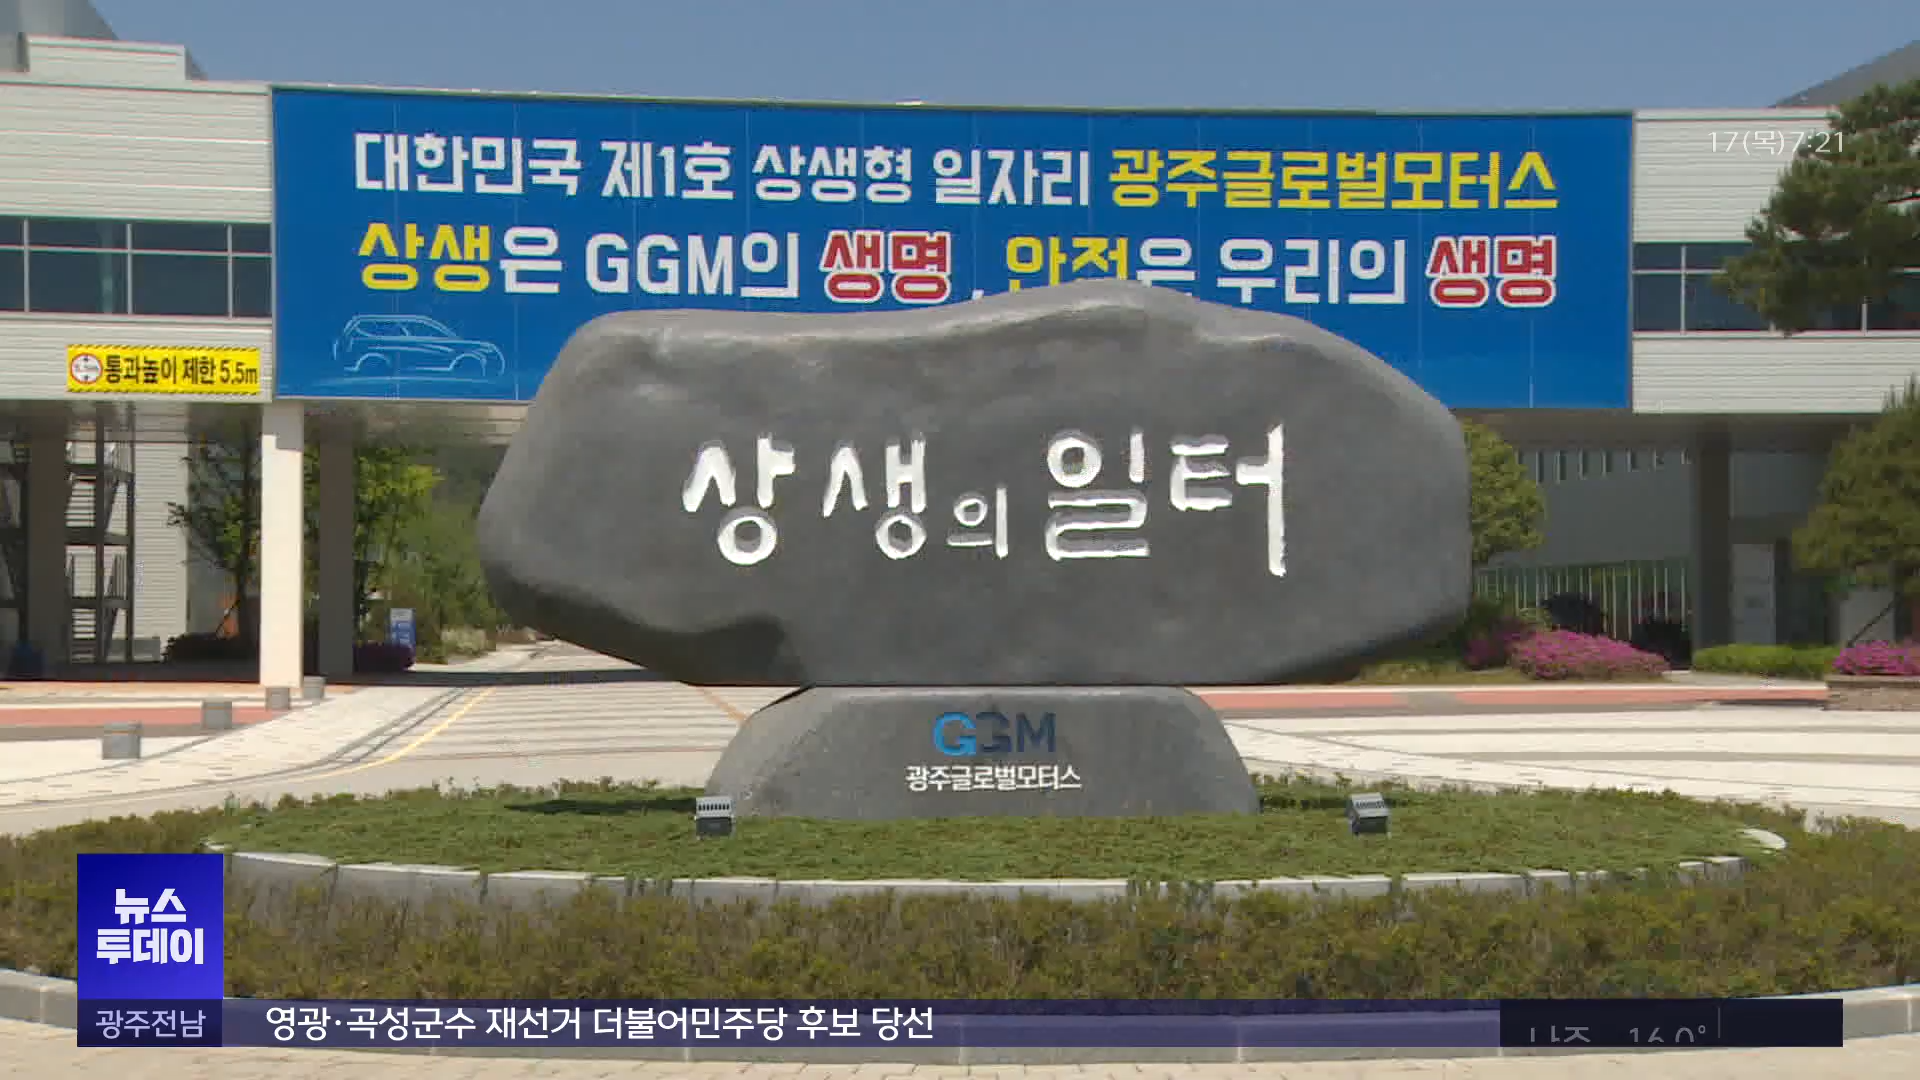 대한민국 제1호 상생형 일자리 광주글로벌모터스
상생은 GGM의 생명, 안전은 우리의 생명
17(목)7:21
통과높이 제한 5.5m
상생의 일터
GGM
광주글로벌모터스
뉴스
투데이
광주전남
영광·곡성군수 재선거 더불어민주당 후보 당선
16.0°